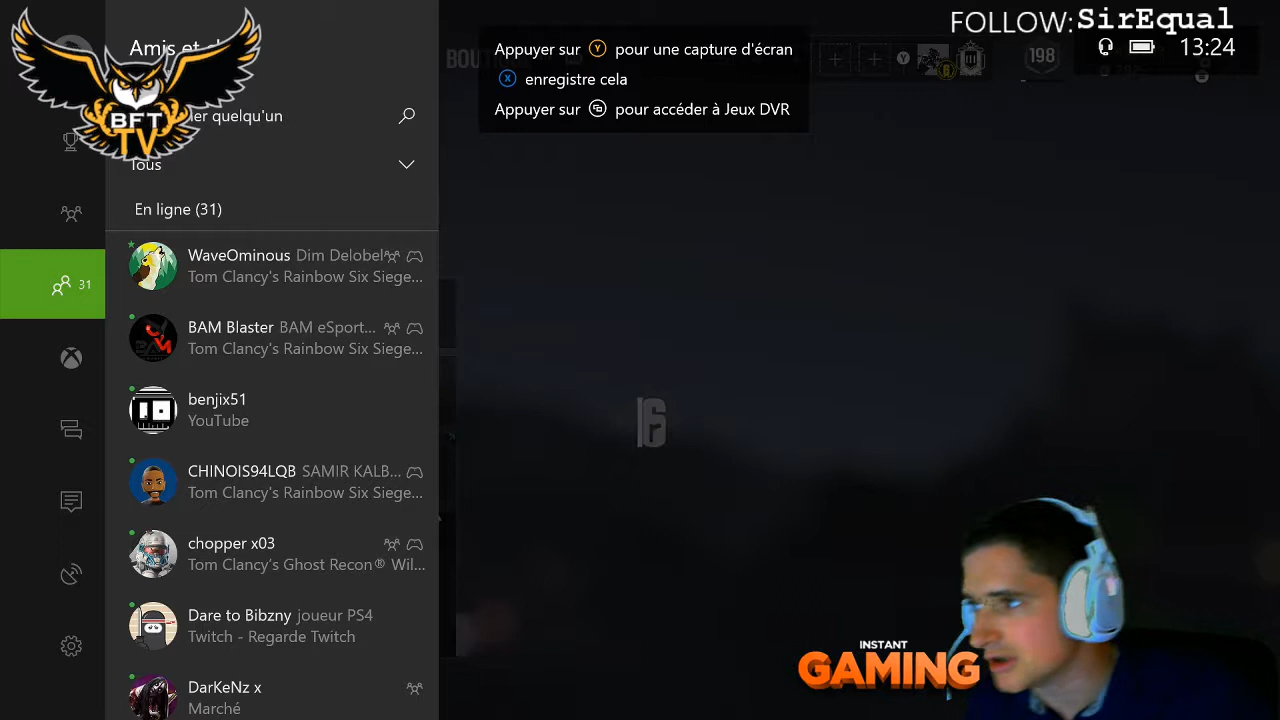 FOLLOW:SirEqual
13:24
Amis et
BFT
TV
quelqu'un
Tous
En ligne (31)
31
WaveOminous Dim Delobel
Tom Clancy's Rainbow Six Siege...
BAM Blaster BAM eSport...
Tom Clancy's Rainbow Six Siege...
benjix51
YouTube
CHINOIS94LQB SAMIR KALB...
Tom Clancy's Rainbow Six Siege...
chopper x03
Tom Clancy's Ghost Recon® Wil...
Dare to Bibzny joueur PS4
Twitch - Regarde Twitch
DarKeNz x
Marché
Appuyer sur Y pour une capture d'écran
X enregistre cela
Appuyer sur pour accéder à Jeux DVR
Y
198
6
INSTANT
GAMING